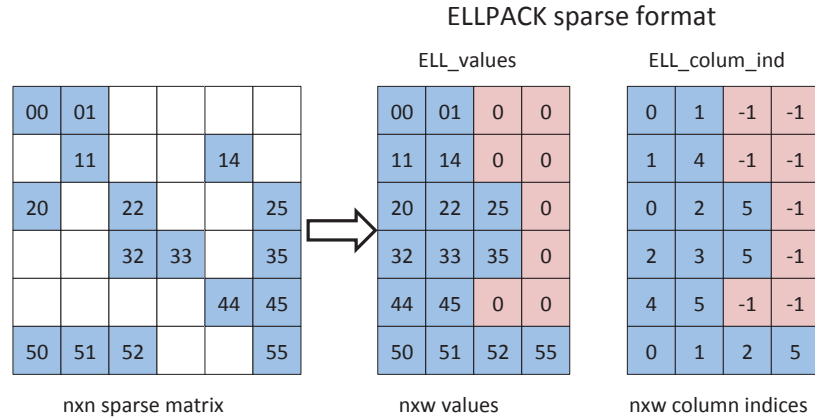 ELLPACK sparse format
ELL_values ELL_colum_ind
00 01 00 01 0 0 0 1 -1 -1
11 14 11 14 0 0 1 4 -1 -1
20 22 25 20 22 25 0 0 2 5 -1
32 33 35 32 33 35 0 2 3 5 -1
44 45 44 45 0 0 4 5 -1 -1
50 51 52 55 50 51 52 55 0 1 2 5
nxn sparse matrix nxw values nxw column indices